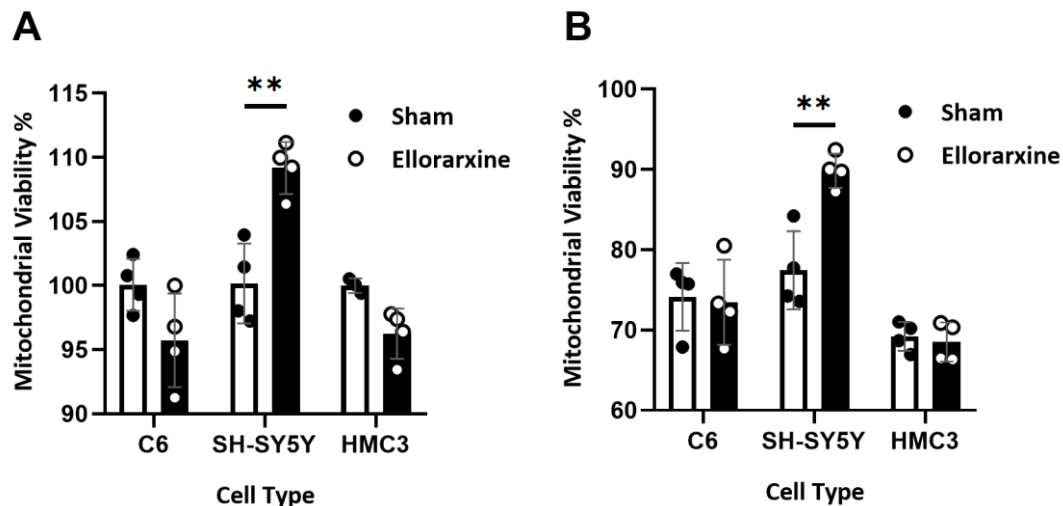 A
Mitochondrial Viability %
115
110
105
100
95
90
**
Sham
Ellorarxine
C6
SH-SY5Y
HMC3
Cell Type
B
Mitochondrial Viability %
100
90
80
70
60
**
Sham
Ellorarxine
C6
SH-SY5Y
HMC3
Cell Type